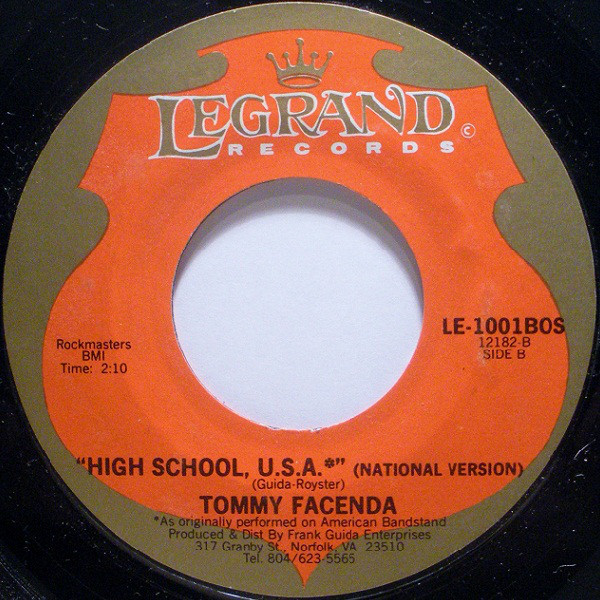 LEGRAND ©
RECORDS
LE-1001BOS
12182-B
SIDE B
Rockmasters
BMI
Time: 2:10
"HIGH SCHOOL, U.S.A.*" (NATIONAL VERSION)
(Guida-Royster)
TOMMY FACENDA
*As originally performed on American Bandstand
Produced & Dist By Frank Guida Enterprises
317 Granby St., Norfolk, VA 23510
Tel. 804/623-5565